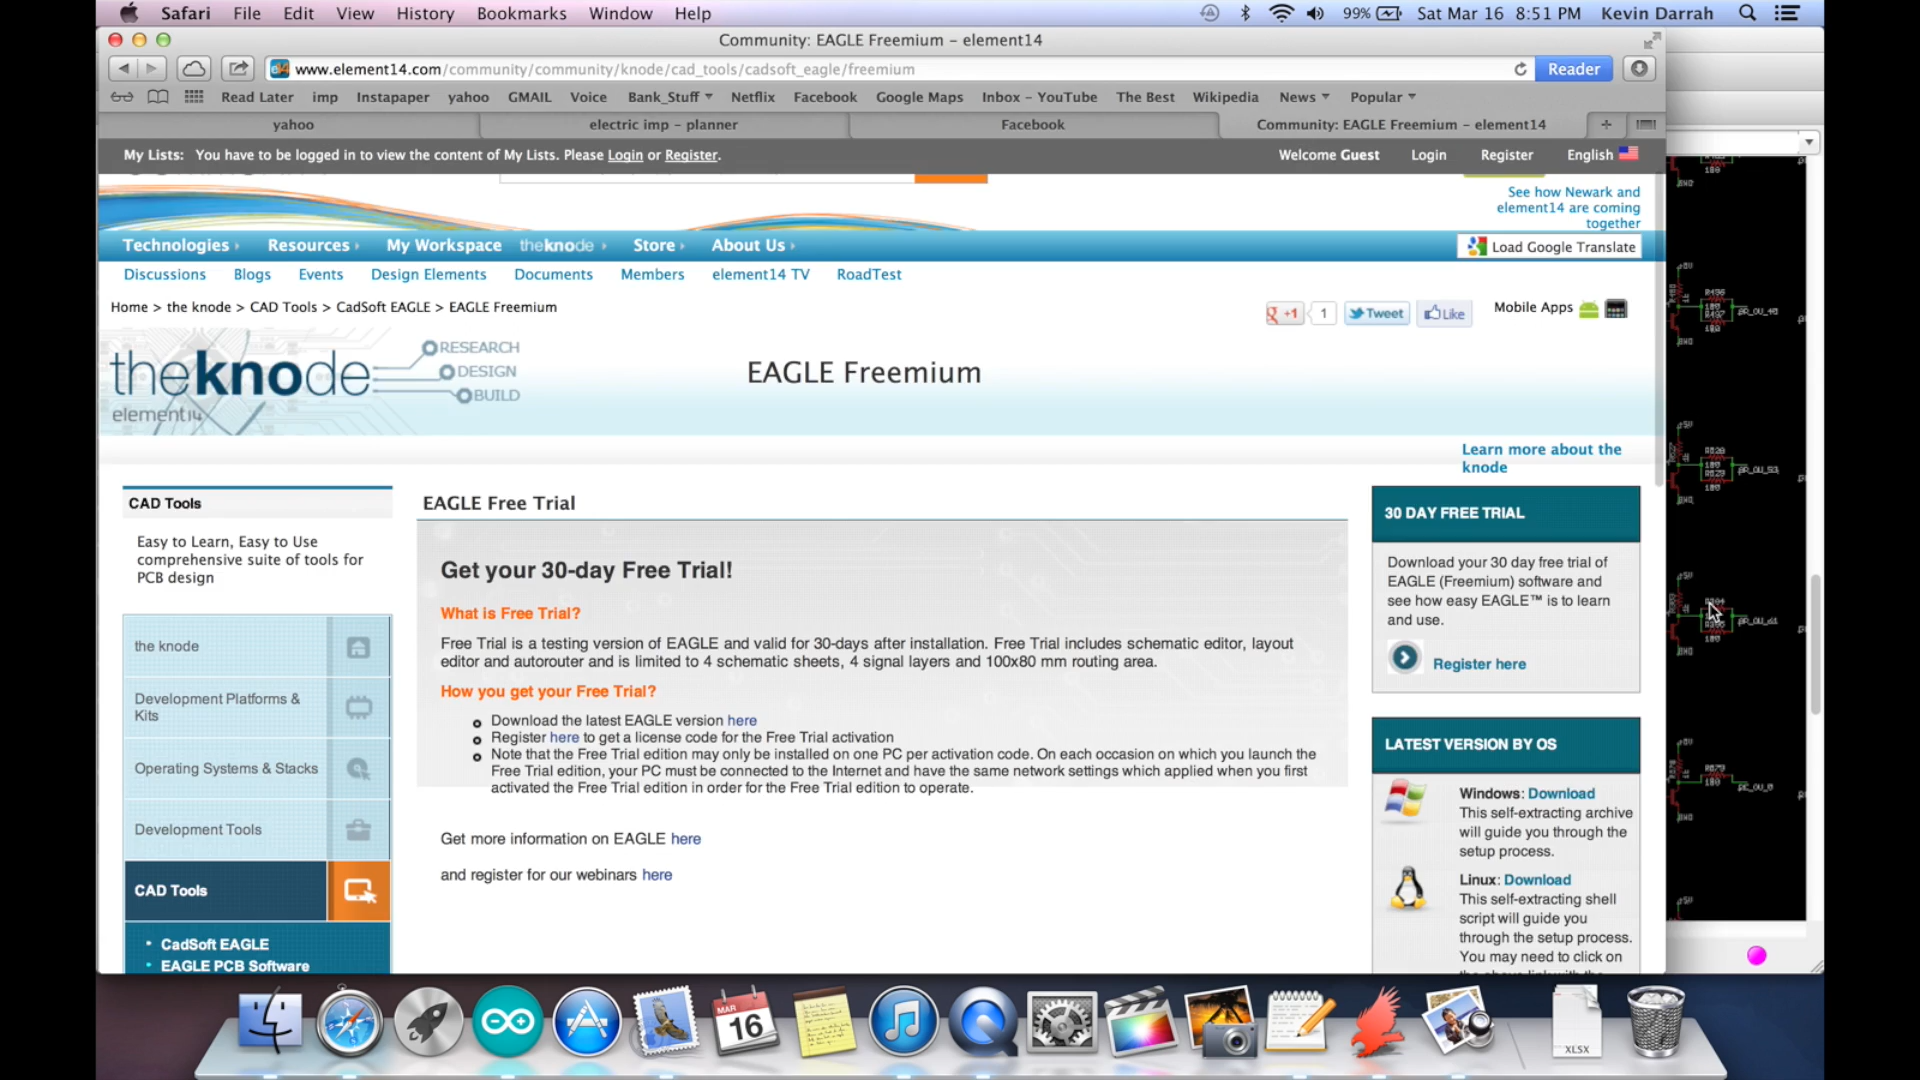 Safari File Edit View History Bookmarks Window Help 99% Sat Mar 16 8:51 PM Kevin Darrah
Community: EAGLE Freemium – element14
www.element14.com/community/community/knode/cad_tools/cadsoft_eagle/freemium Reader
Read Later imp Instapaper yahoo GMAIL Voice Bank_Stuff Netflix Facebook Google Maps Inbox – YouTube The Best Wikipedia News Popular
yahoo electric imp – planner Facebook Community: EAGLE Freemium – element14 +
My Lists: You have to be logged in to view the content of My Lists. Please Login or Register. Welcome Guest Login Register English
See how Newark and
element14 are coming
together
Technologies Resources My Workspace theknode Store About Us
Load Google Translate
Discussions Blogs Events Design Elements Documents Members element14 TV RoadTest
Home > the knode > CAD Tools > CadSoft EAGLE > EAGLE Freemium
+1 1 Tweet Like Mobile Apps
theknode
element14
RESEARCH
DESIGN
BUILD
EAGLE Freemium
Learn more about the
knode
CAD Tools
Easy to Learn, Easy to Use
comprehensive suite of tools for
PCB design
the knode
Development Platforms &
Kits
Operating Systems & Stacks
Development Tools
CAD Tools
• CadSoft EAGLE
• EAGLE PCB Software
EAGLE Free Trial
Get your 30-day Free Trial!
What is Free Trial?
Free Trial is a testing version of EAGLE and valid for 30-days after installation. Free Trial includes schematic editor, layout
editor and autorouter and is limited to 4 schematic sheets, 4 signal layers and 100x80 mm routing area.
How you get your Free Trial?
Download the latest EAGLE version here
Register here to get a license code for the Free Trial activation
Note that the Free Trial edition may only be installed on one PC per activation code. On each occasion on which you launch the
Free Trial edition, your PC must be connected to the Internet and have the same network settings which applied when you first
activated the Free Trial edition in order for the Free Trial edition to operate.
Get more information on EAGLE here
and register for our webinars here
30 DAY FREE TRIAL
Download your 30 day free trial of
EAGLE (Freemium) software and
see how easy EAGLE™ is to learn
and use.
Register here
LATEST VERSION BY OS
Windows: Download
This self-extracting archive
will guide you through the
setup process.
Linux: Download
This self-extracting shell
script will guide you
through the setup process.
You may need to click on
MAR
16
XLSX